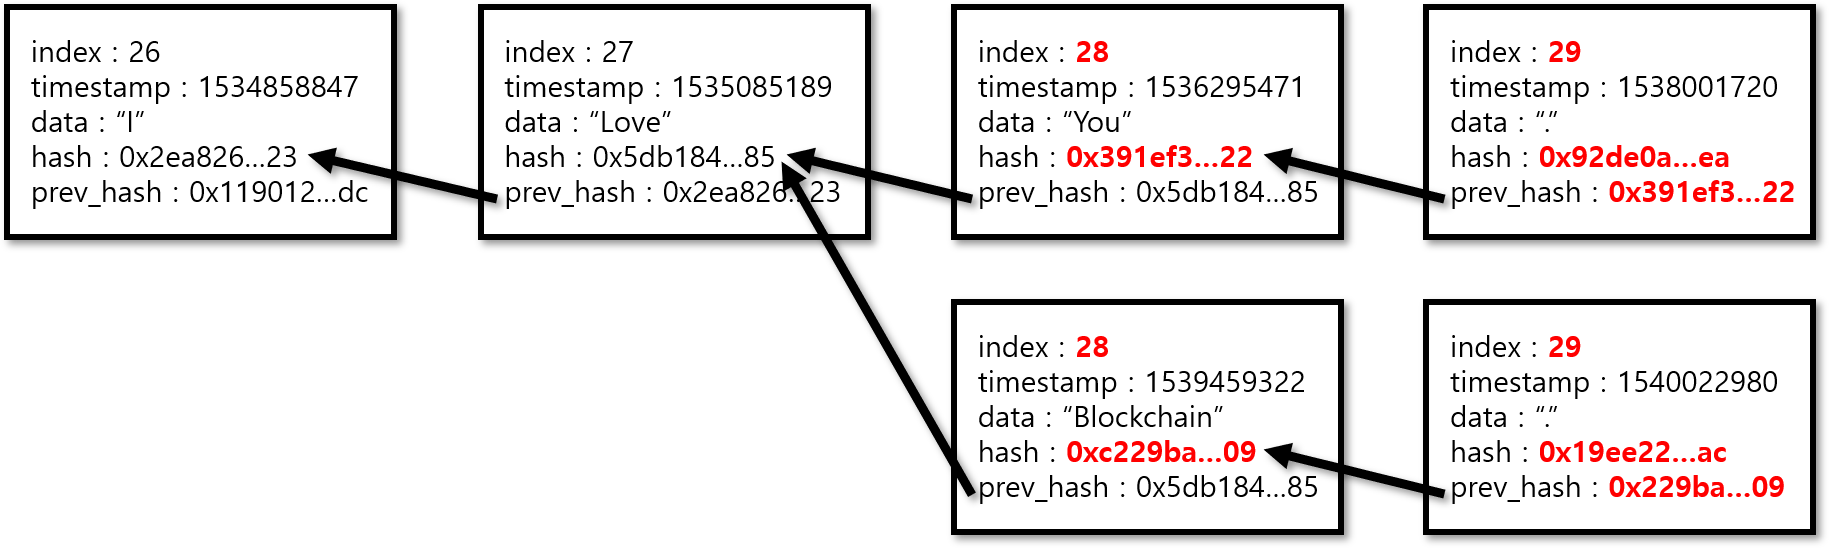 index : 26
timestamp : 1534858847
data : “I”
hash : 0x2ea826...23
prev_hash : 0x119012...dc
index : 27
timestamp : 1535085189
data : “Love”
hash : 0x5db184...85
prev_hash : 0x2ea826...23
index : 28
timestamp : 1536295471
data : “You”
hash : 0x391ef3...22
prev_hash : 0x5db184...85
index : 29
timestamp : 1538001720
data : “.”
hash : 0x92de0a...ea
prev_hash : 0x391ef3...22
index : 28
timestamp : 1539459322
data : “Blockchain”
hash : 0xc229ba...09
prev_hash : 0x5db184...85
index : 29
timestamp : 1540022980
data : “.”
hash : 0x19ee22...ac
prev_hash : 0x229ba...09